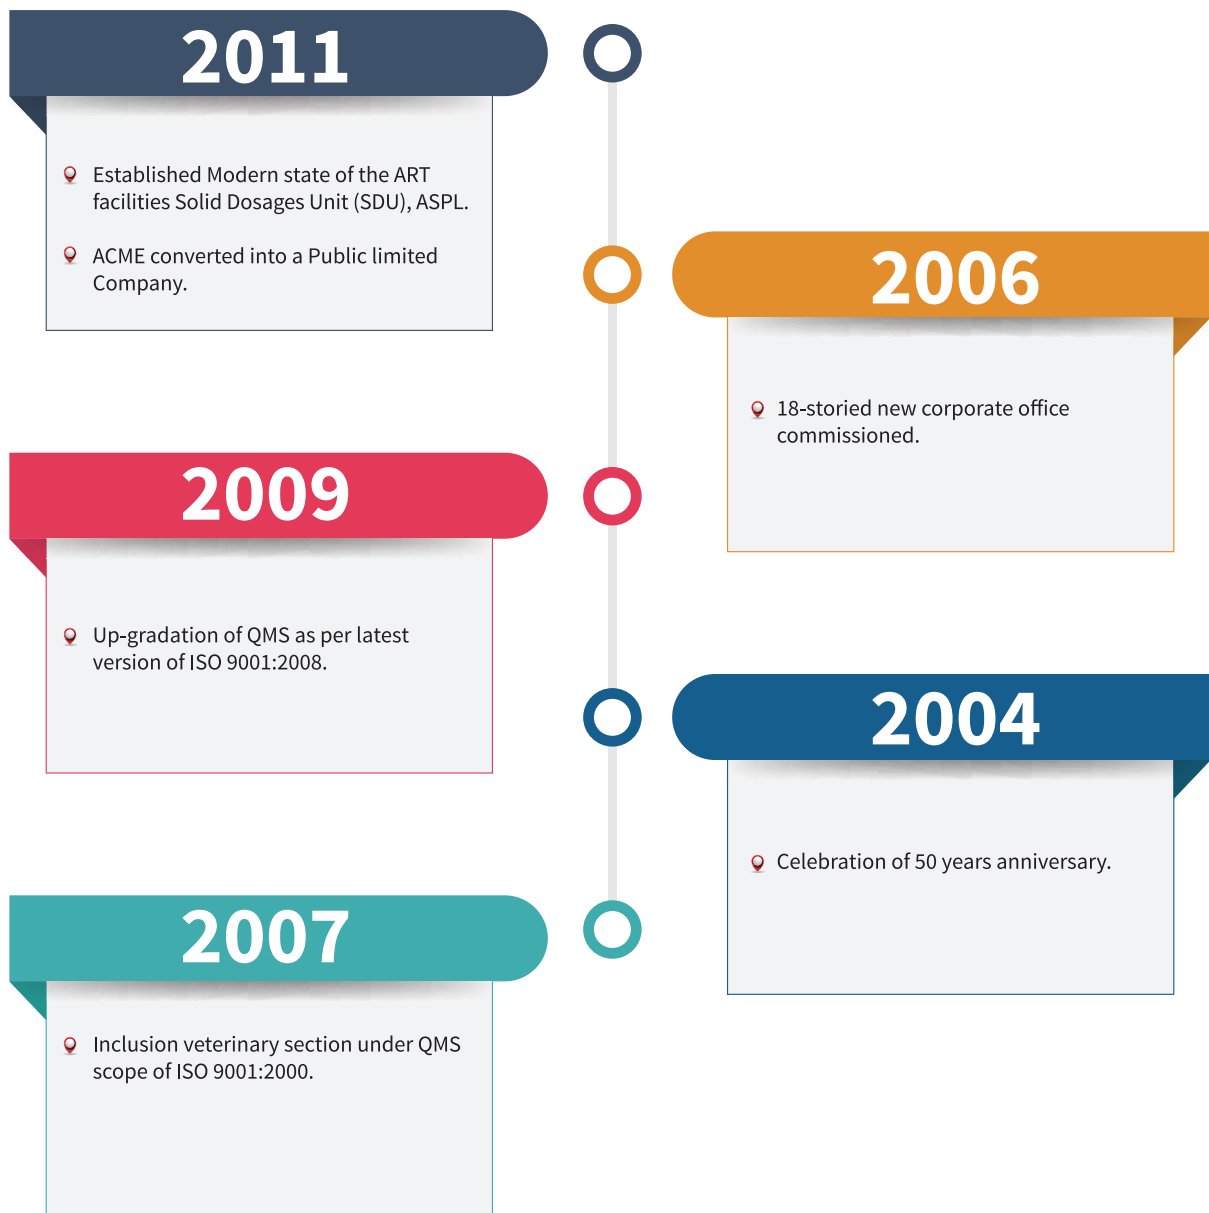 2011
Established Modern state of the ART
facilities Solid Dosages Unit (SDU), ASPL.
ACME converted into a Public limited
Company.
2006
18-storied new corporate office
commissioned.
2009
Up-gradation of QMS as per latest
version of ISO 9001:2008.
2004
Celebration of 50 years anniversary.
2007
Inclusion veterinary section under QMS
scope of ISO 9001:2000.